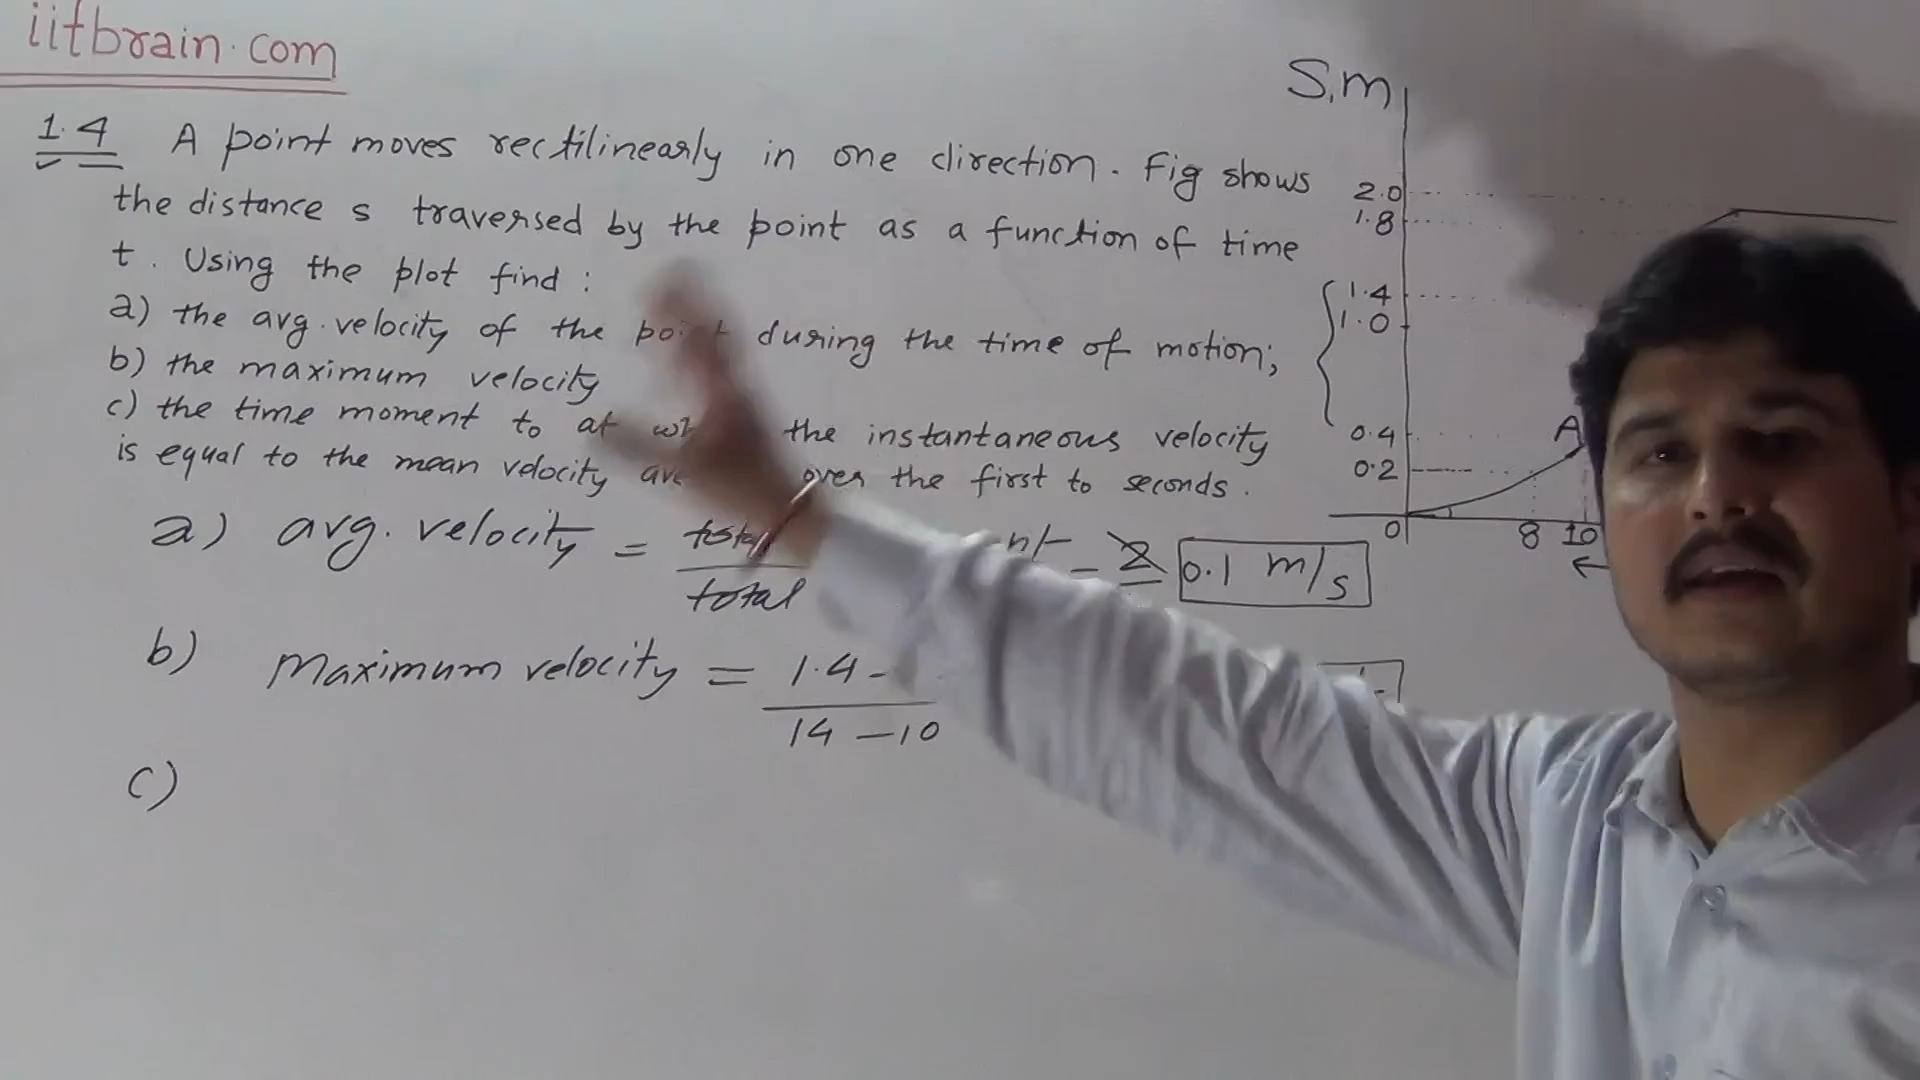 iitbrain.com
1.4 A point moves rectilinearly in one direction. Fig shows
the distance s traversed by the point as a function of time
t. Using the plot find :
a) the avg. velocity of the during the time of motion;
b) the maximum velocity
c) the time moment to at the instantaneous velocity
is equal to the mean velocity over the first to seconds.
a) avg. velocity = = 2 0.1 m/s
total
b) Maximum velocity = 1.4 -
14 - 10
c)
S,m
2.0
1.8
1.4
1.0
0.4 A
0.2
0 8 10